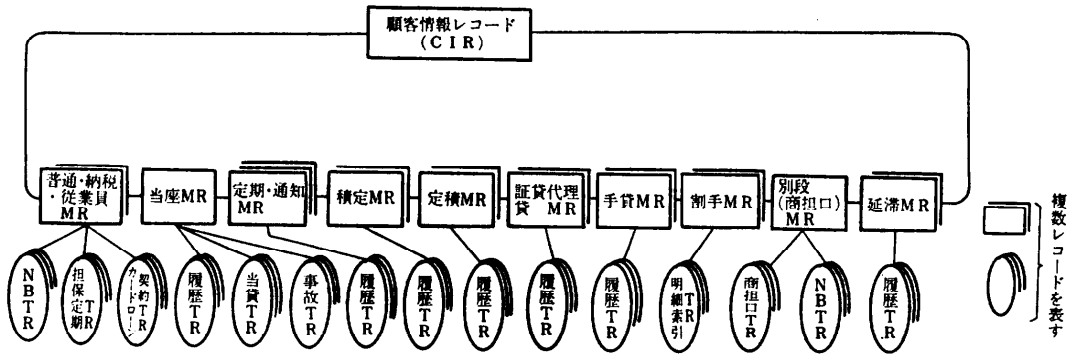 顧客情報レコード
(CIR)
普通・納税
・従業員
MR
当座MR
定期・通知
MR
積定MR
定積MR
証貸代理
貸 MR
手貸MR
割手MR
別段
(商担口)
MR
延滞MR
NBTR
担保定期
TR
カードローン
契約TR
履歴TR
当貸TR
事故TR
履歴TR
履歴TR
履歴TR
履歴TR
履歴TR
明細索引
TR
商担口TR
NBTR
履歴TR
複数レコードを表す